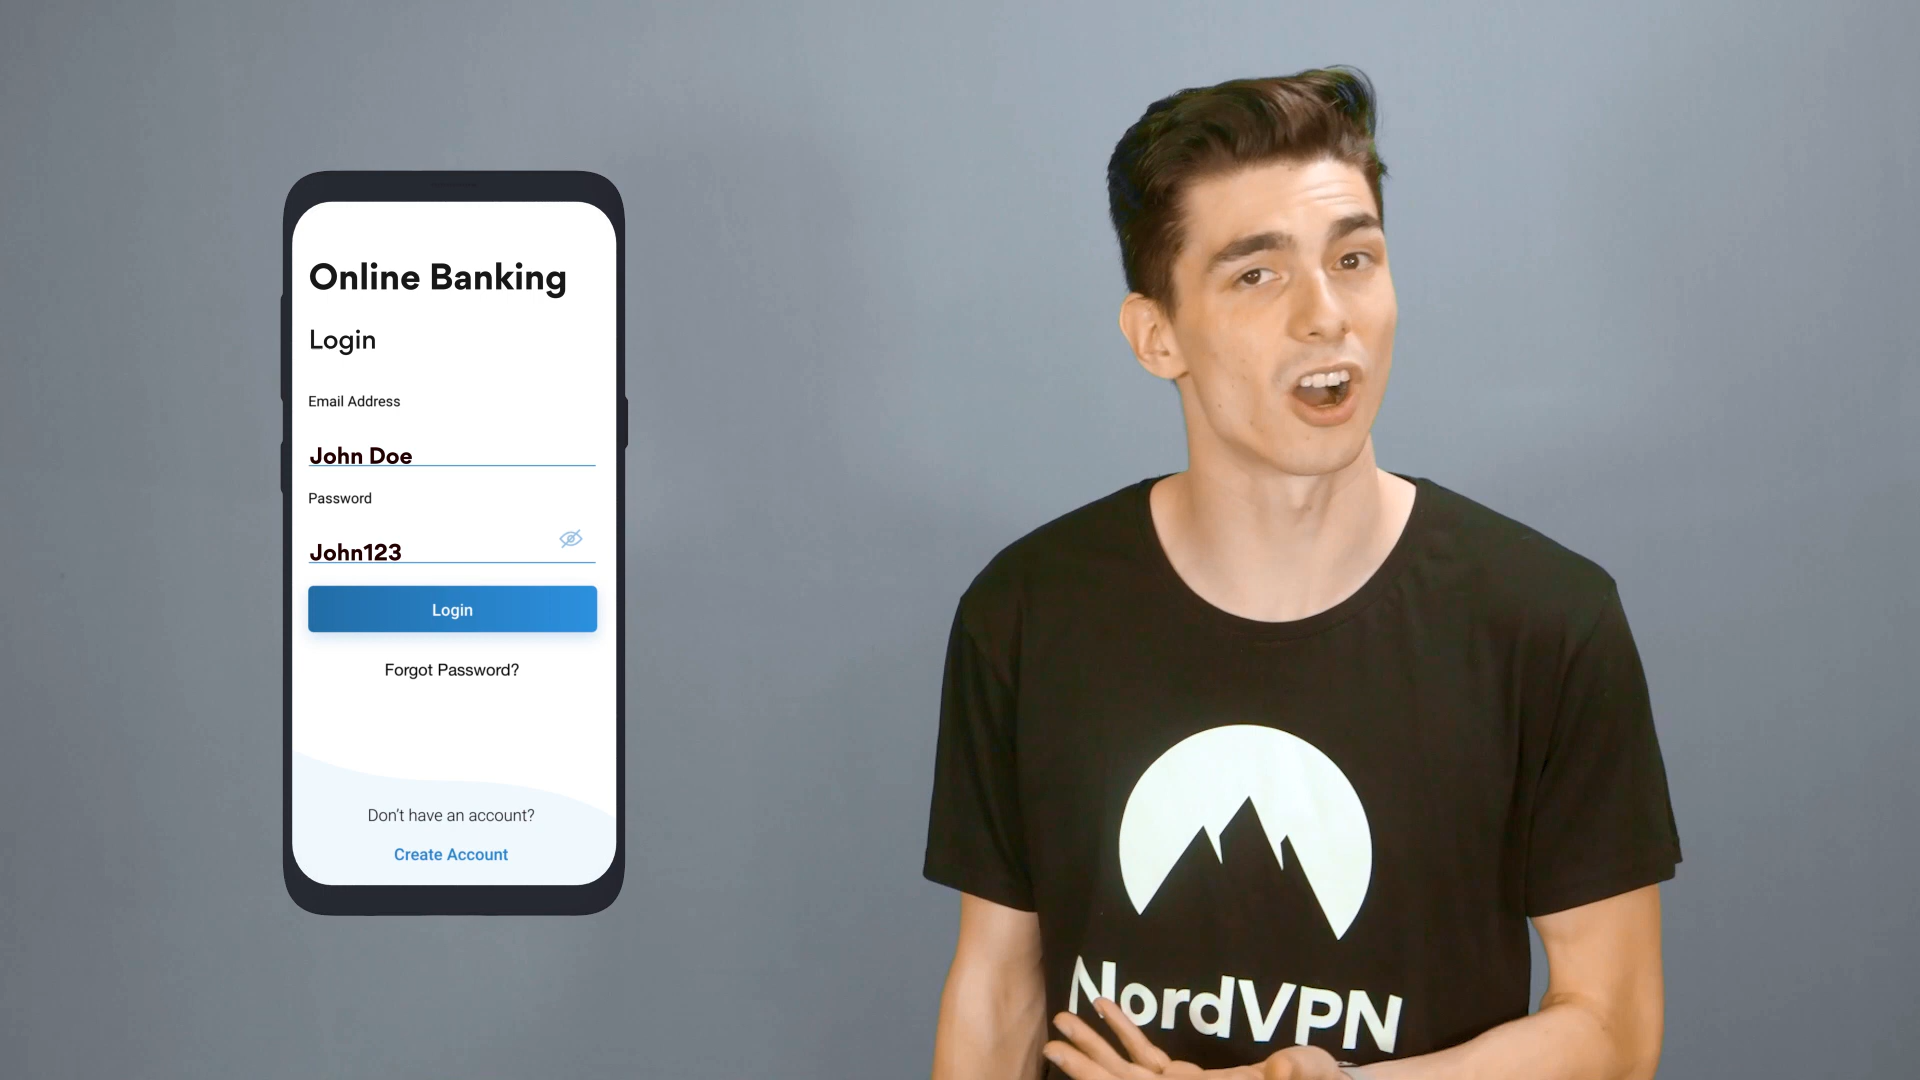 Online Banking
Login
Email Address
John Doe
Password
John123
Login
Forgot Password?
Don't have an account?
Create Account
NordVPN